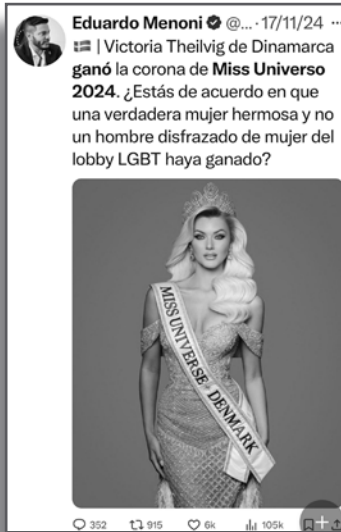 Eduardo Menoni @... · 17/11/24 ...
| Victoria Theilvig de Dinamarca
ganó la corona de Miss Universo
2024. ¿Estás de acuerdo en que
una verdadera mujer hermosa y no
un hombre disfrazado de mujer del
lobby LGBT haya ganado?
MISS UNIVERSE DENMARK
352 915 6k 105k